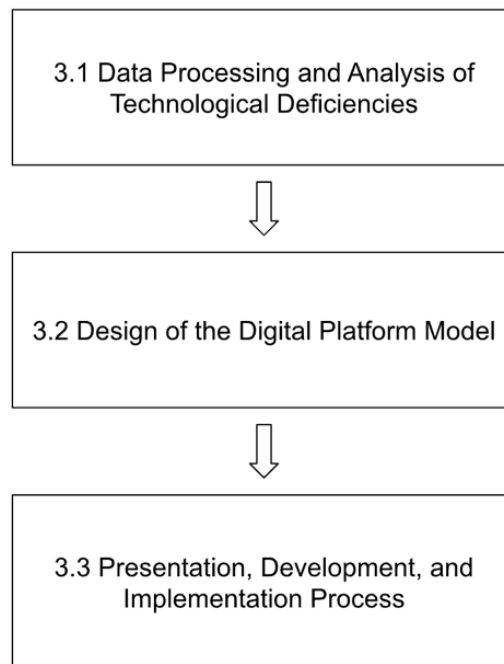 3.1 Data Processing and Analysis of
Technological Deficiencies
3.2 Design of the Digital Platform Model
3.3 Presentation, Development, and
Implementation Process